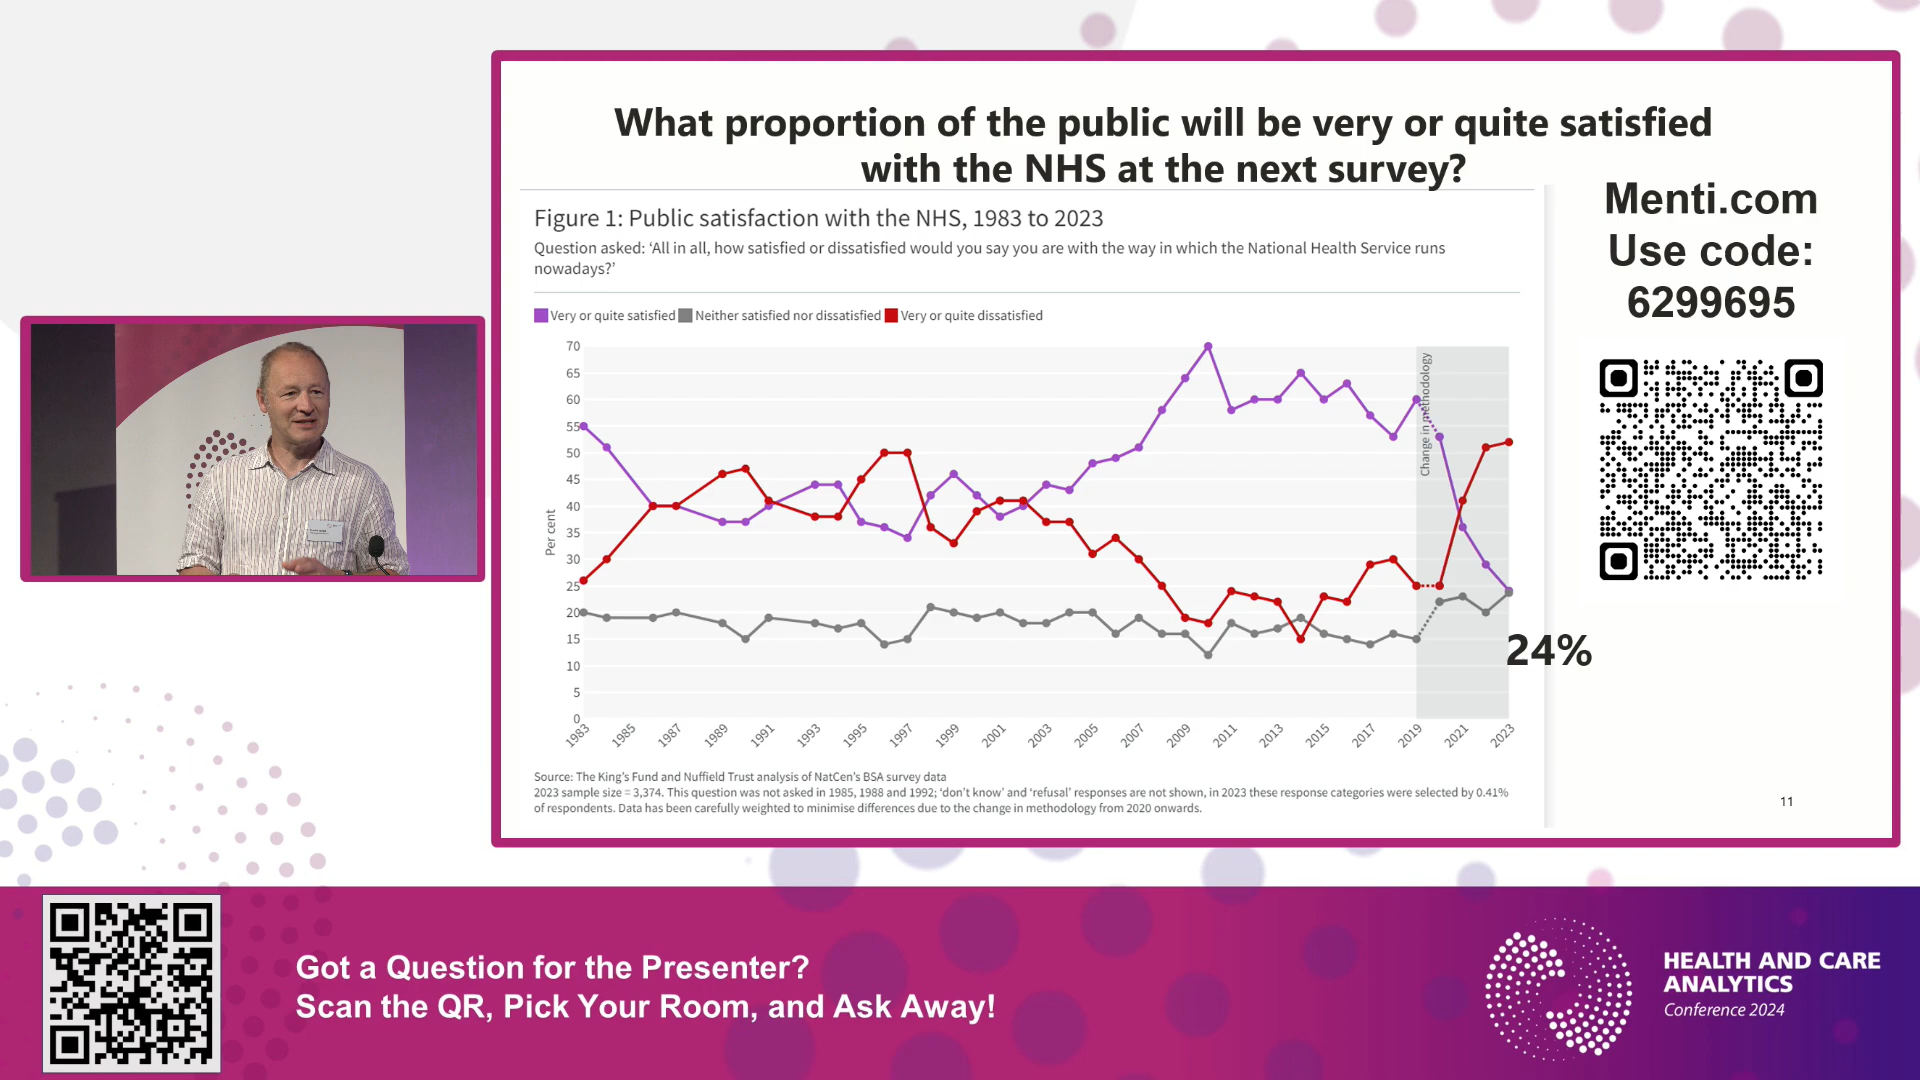 What proportion of the public will be very or quite satisfied
with the NHS at the next survey?
Figure 1: Public satisfaction with the NHS, 1983 to 2023
Question asked: ‘All in all, how satisfied or dissatisfied would you say you are with the way in which the National Health Service runs
nowadays?’
Very or quite satisfied Neither satisfied nor dissatisfied Very or quite dissatisfied
70
65
60
55
50
45
40
35
30
25
20
15
10
5
0
Per cent
Change in methodology
1983 1985 1987 1989 1991 1993 1995 1997 1999 2001 2003 2005 2007 2009 2011 2013 2015 2017 2019 2021 2023
24%
Source: The King’s Fund and Nuffield Trust analysis of NatCen’s BSA survey data
2023 sample size = 3,374. This question was not asked in 1985, 1988 and 1992; ‘don’t know’ and ‘refusal’ responses are not shown, in 2023 these response categories were selected by 0.41%
of respondents. Data has been carefully weighted to minimise differences due to the change in methodology from 2020 onwards.
Menti.com
Use code:
6299695
11
Got a Question for the Presenter?
Scan the QR, Pick Your Room, and Ask Away!
HEALTH AND CARE
ANALYTICS
Conference 2024